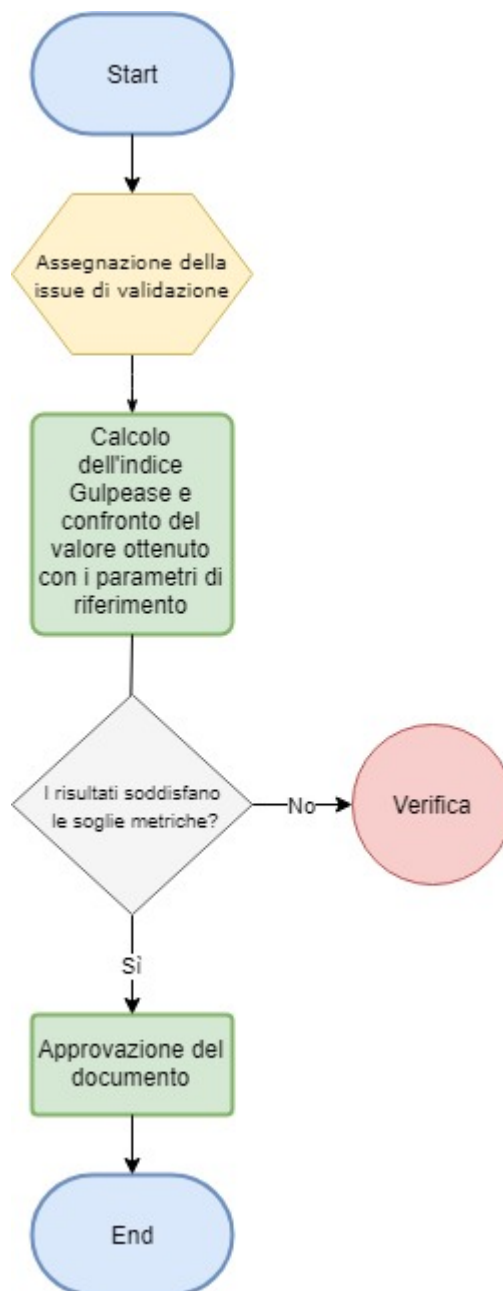 Start
Assegnazione della
issue di validazione
Calcolo
dell'indice
Gulpease e
confronto del
valore ottenuto
con i parametri di
riferimento
I risultati soddisfano
le soglie metriche?
No
Verifica
Sì
Approvazione del
documento
End